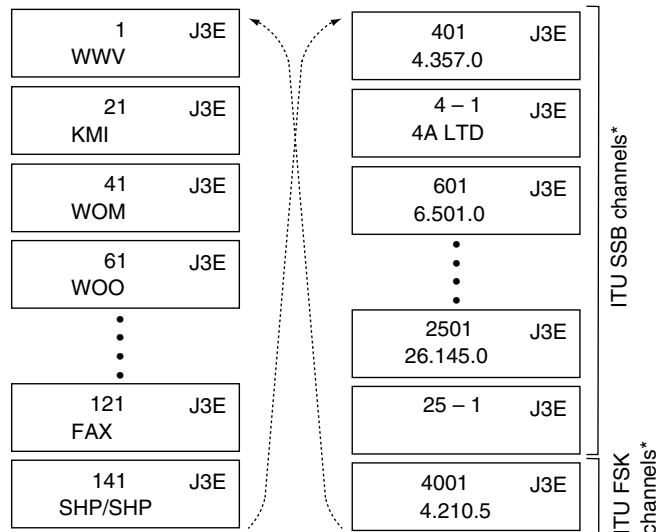 1 J3E
WWV
21 J3E
KMI
41 J3E
WOM
61 J3E
WOO
121 J3E
FAX
141 J3E
SHP/SHP
401 J3E
4.357.0
4 – 1 J3E
4A LTD
601 J3E
6.501.0
2501 J3E
26.145.0
25 – 1 J3E
4001 J3E
4.210.5
ITU SSB channels*
ITU FSK
channels*